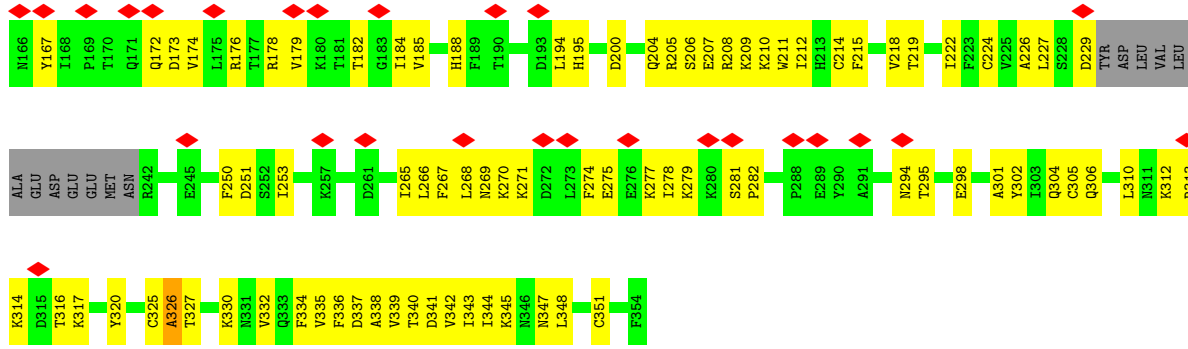 N166 Y167 I168 P169 T170 Q171 Q172 D173 V174 L175 R176 T177 R178 V179 K180 T181 T182 G183 I184 V185 H188 F189 T190 D193 L194 H195 D200 Q204 R205 S206 E207 R208 K209 K210 W211 I212 H213 C214 F215 V218 T219 I222 F223 C224 V225 A226 L227 S228 D229 TYR ASP LEU VAL LEU
ALA GLU ASP GLU GLU MET ASN R242 E245 F250 D251 S252 I253 K257 D261 I265 L266 F267 L268 N269 K270 K271 D272 L273 F274 E275 E276 K277 I278 K279 K280 S281 P282 P288 E289 Y290 A291 N294 T295 E298 A301 Y302 I303 Q304 C305 Q306 L310 N311 K312
K314 D315 T316 K317 Y320 C325 A326 T327 K330 N331 V332 Q333 F334 V335 F336 D337 A338 V339 T340 D341 V342 I343 I344 K345 N346 N347 L348 C351 F354